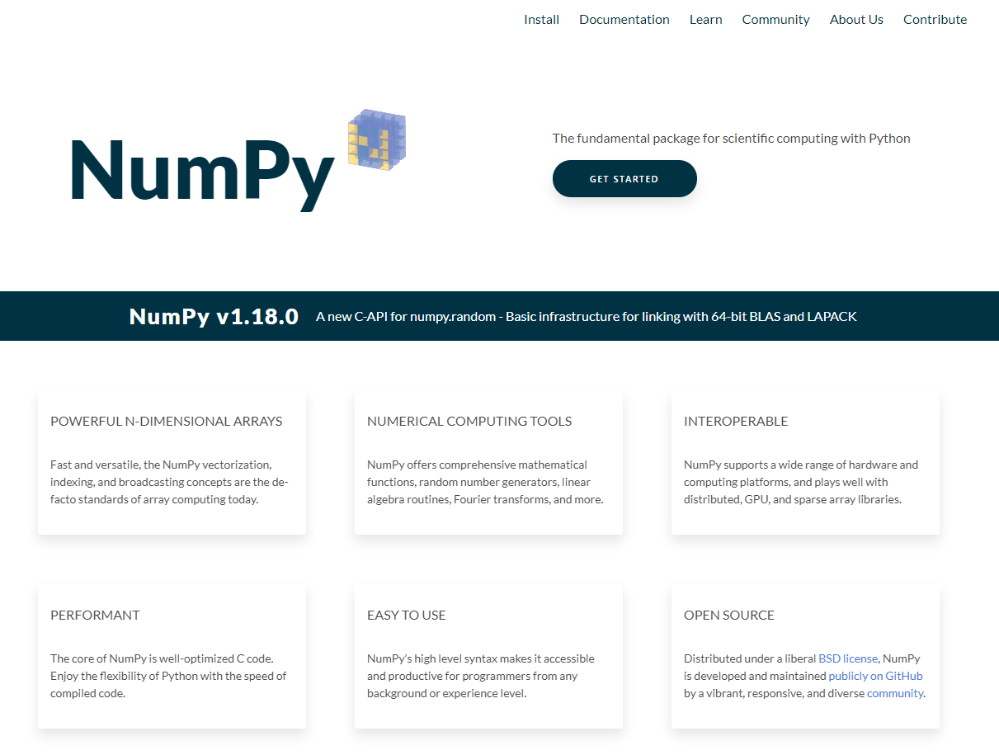 Install Documentation Learn Community About Us Contribute
NumPy
The fundamental package for scientific computing with Python
GET STARTED
NumPy v1.18.0 A new C-API for numpy.random - Basic infrastructure for linking with 64-bit BLAS and LAPACK
POWERFUL N-DIMENSIONAL ARRAYS
Fast and versatile, the NumPy vectorization,
indexing, and broadcasting concepts are the de-
facto standards of array computing today.
NUMERICAL COMPUTING TOOLS
NumPy offers comprehensive mathematical
functions, random number generators, linear
algebra routines, Fourier transforms, and more.
INTEROPERABLE
NumPy supports a wide range of hardware and
computing platforms, and plays well with
distributed, GPU, and sparse array libraries.
PERFORMANT
The core of NumPy is well-optimized C code.
Enjoy the flexibility of Python with the speed of
compiled code.
EASY TO USE
NumPy's high level syntax makes it accessible
and productive for programmers from any
background or experience level.
OPEN SOURCE
Distributed under a liberal BSD license, NumPy
is developed and maintained publicly on GitHub
by a vibrant, responsive, and diverse community.